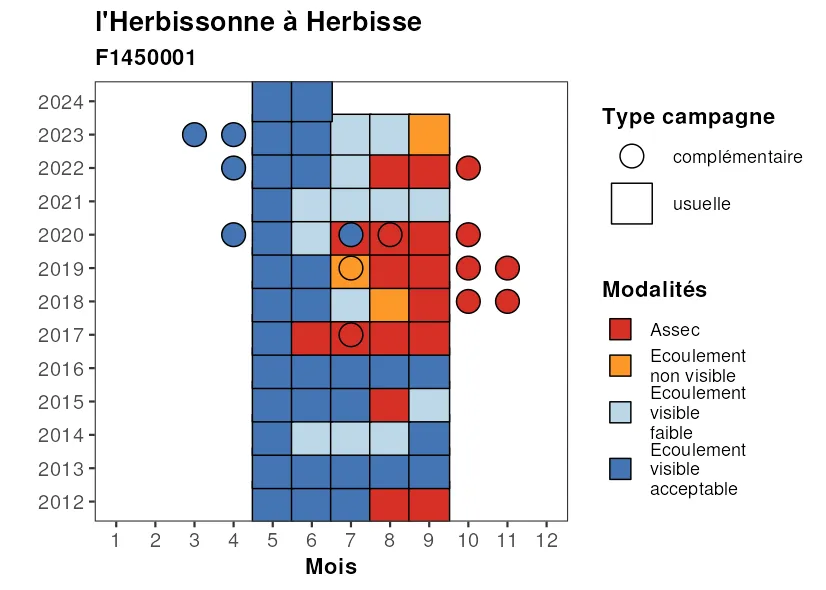 l'Herbissonne à Herbisse
F1450001
2024
2023
2022
2021
2020
2019
2018
2017
2016
2015
2014
2013
2012
1 2 3 4 5 6 7 8 9 10 11 12
Mois
Type campagne
complémentaire
usuelle
Modalités
Assec
Ecoulement
non visible
Ecoulement
visible
faible
Ecoulement
visible
acceptable